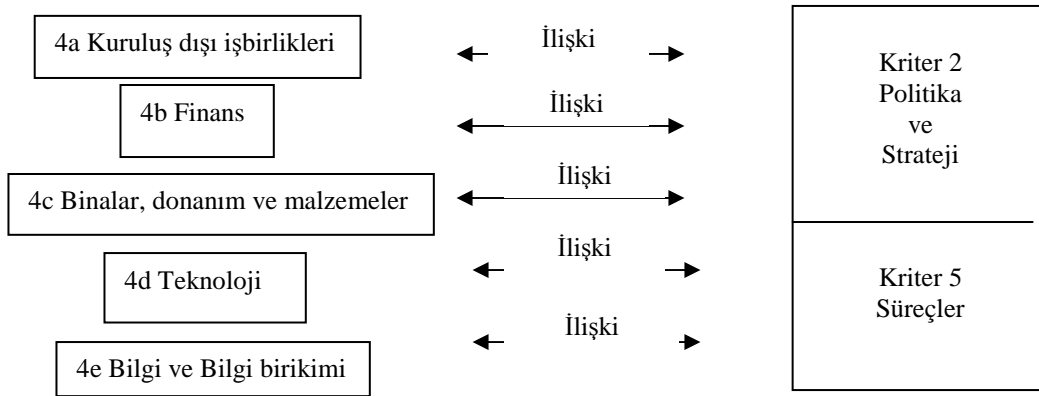 4a Kuruluş dışı işbirlikleri
İlişki
4b Finans
İlişki
4c Binalar, donanım ve malzemeler
İlişki
4d Teknoloji
İlişki
4e Bilgi ve Bilgi birikimi
İlişki
Kriter 2
Politika
ve
Strateji
Kriter 5
Süreçler